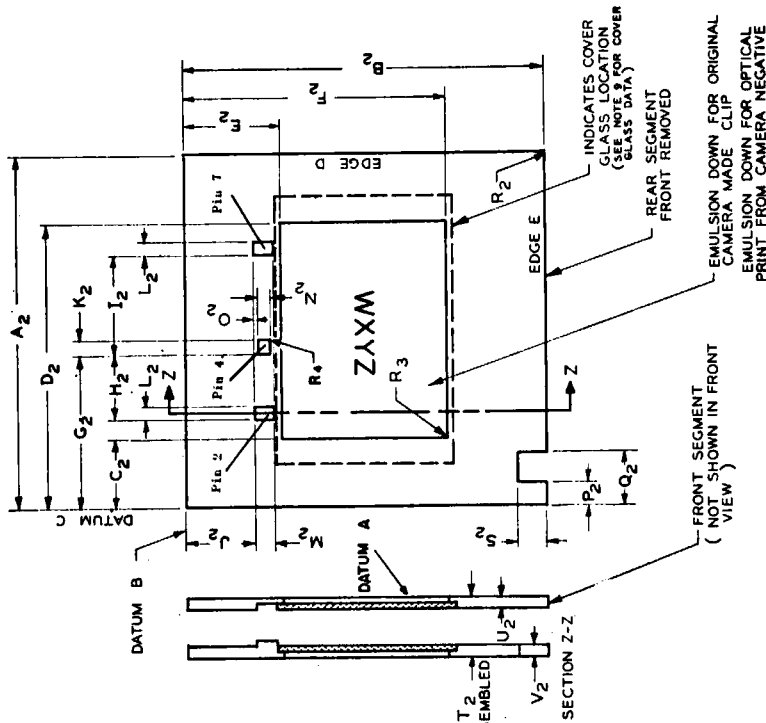 A2
D2
G2
K2
C2
H2
I2
L2
L2
Z
Z
DATUM C
Pin 2
Pin 4
Pin 7
O2
N2
R4
E2
F2
B2
EDGE D
WXYZ
R3
R2
EDGE E
DATUM B
J2
M2
S2
P2
Q2
DATUM A
U2
T2
EMBLED
V2
SECTION Z-Z
INDICATES COVER
GLASS LOCATION
(SEE NOTE 9 FOR COVER
GLASS DATA)
REAR SEGMENT
FRONT REMOVED
EMULSION DOWN FOR ORIGINAL
CAMERA MADE CLIP
EMULSION DOWN FOR OPTICAL
PRINT FROM CAMERA NEGATIVE
FRONT SEGMENT
( NOT SHOWN IN FRONT
VIEW )